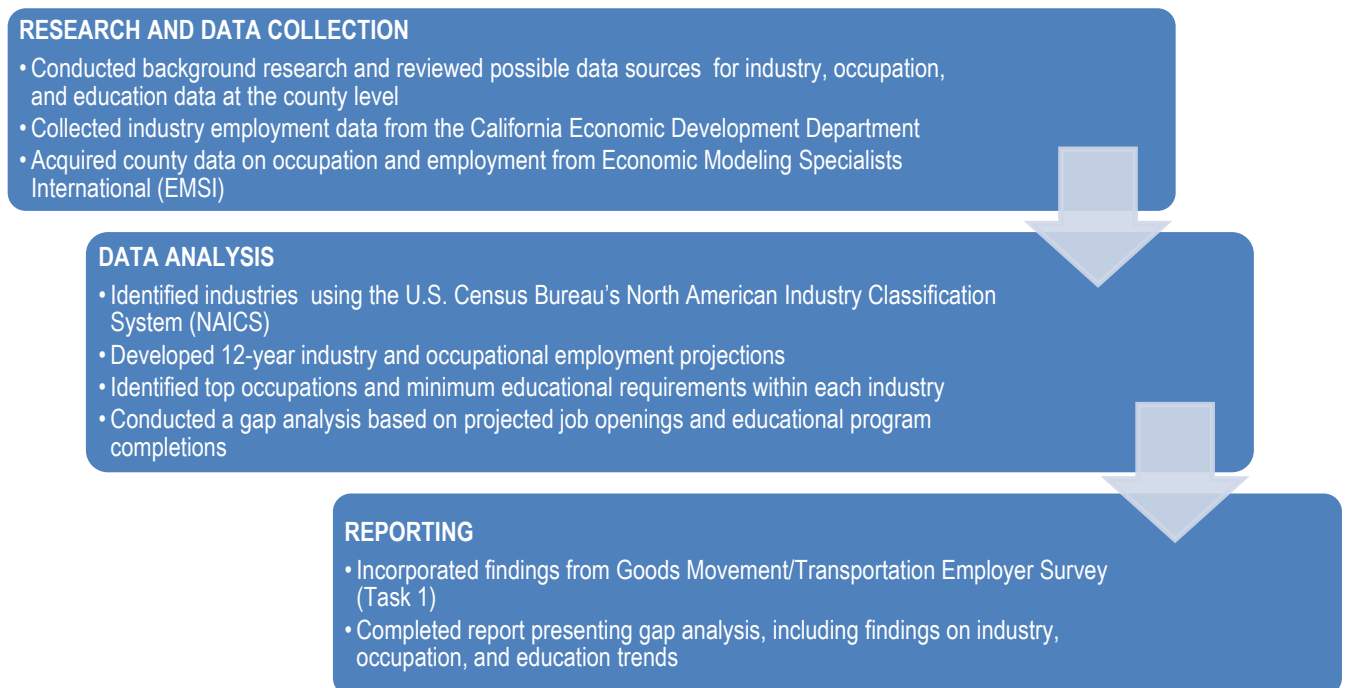 RESEARCH AND DATA COLLECTION
• Conducted background research and reviewed possible data sources for industry, occupation,
and education data at the county level
• Collected industry employment data from the California Economic Development Department
• Acquired county data on occupation and employment from Economic Modeling Specialists
International (EMSI)
DATA ANALYSIS
• Identified industries using the U.S. Census Bureau's North American Industry Classification
System (NAICS)
• Developed 12-year industry and occupational employment projections
• Identified top occupations and minimum educational requirements within each industry
• Conducted a gap analysis based on projected job openings and educational program
completions
REPORTING
• Incorporated findings from Goods Movement/Transportation Employer Survey
(Task 1)
• Completed report presenting gap analysis, including findings on industry,
occupation, and education trends